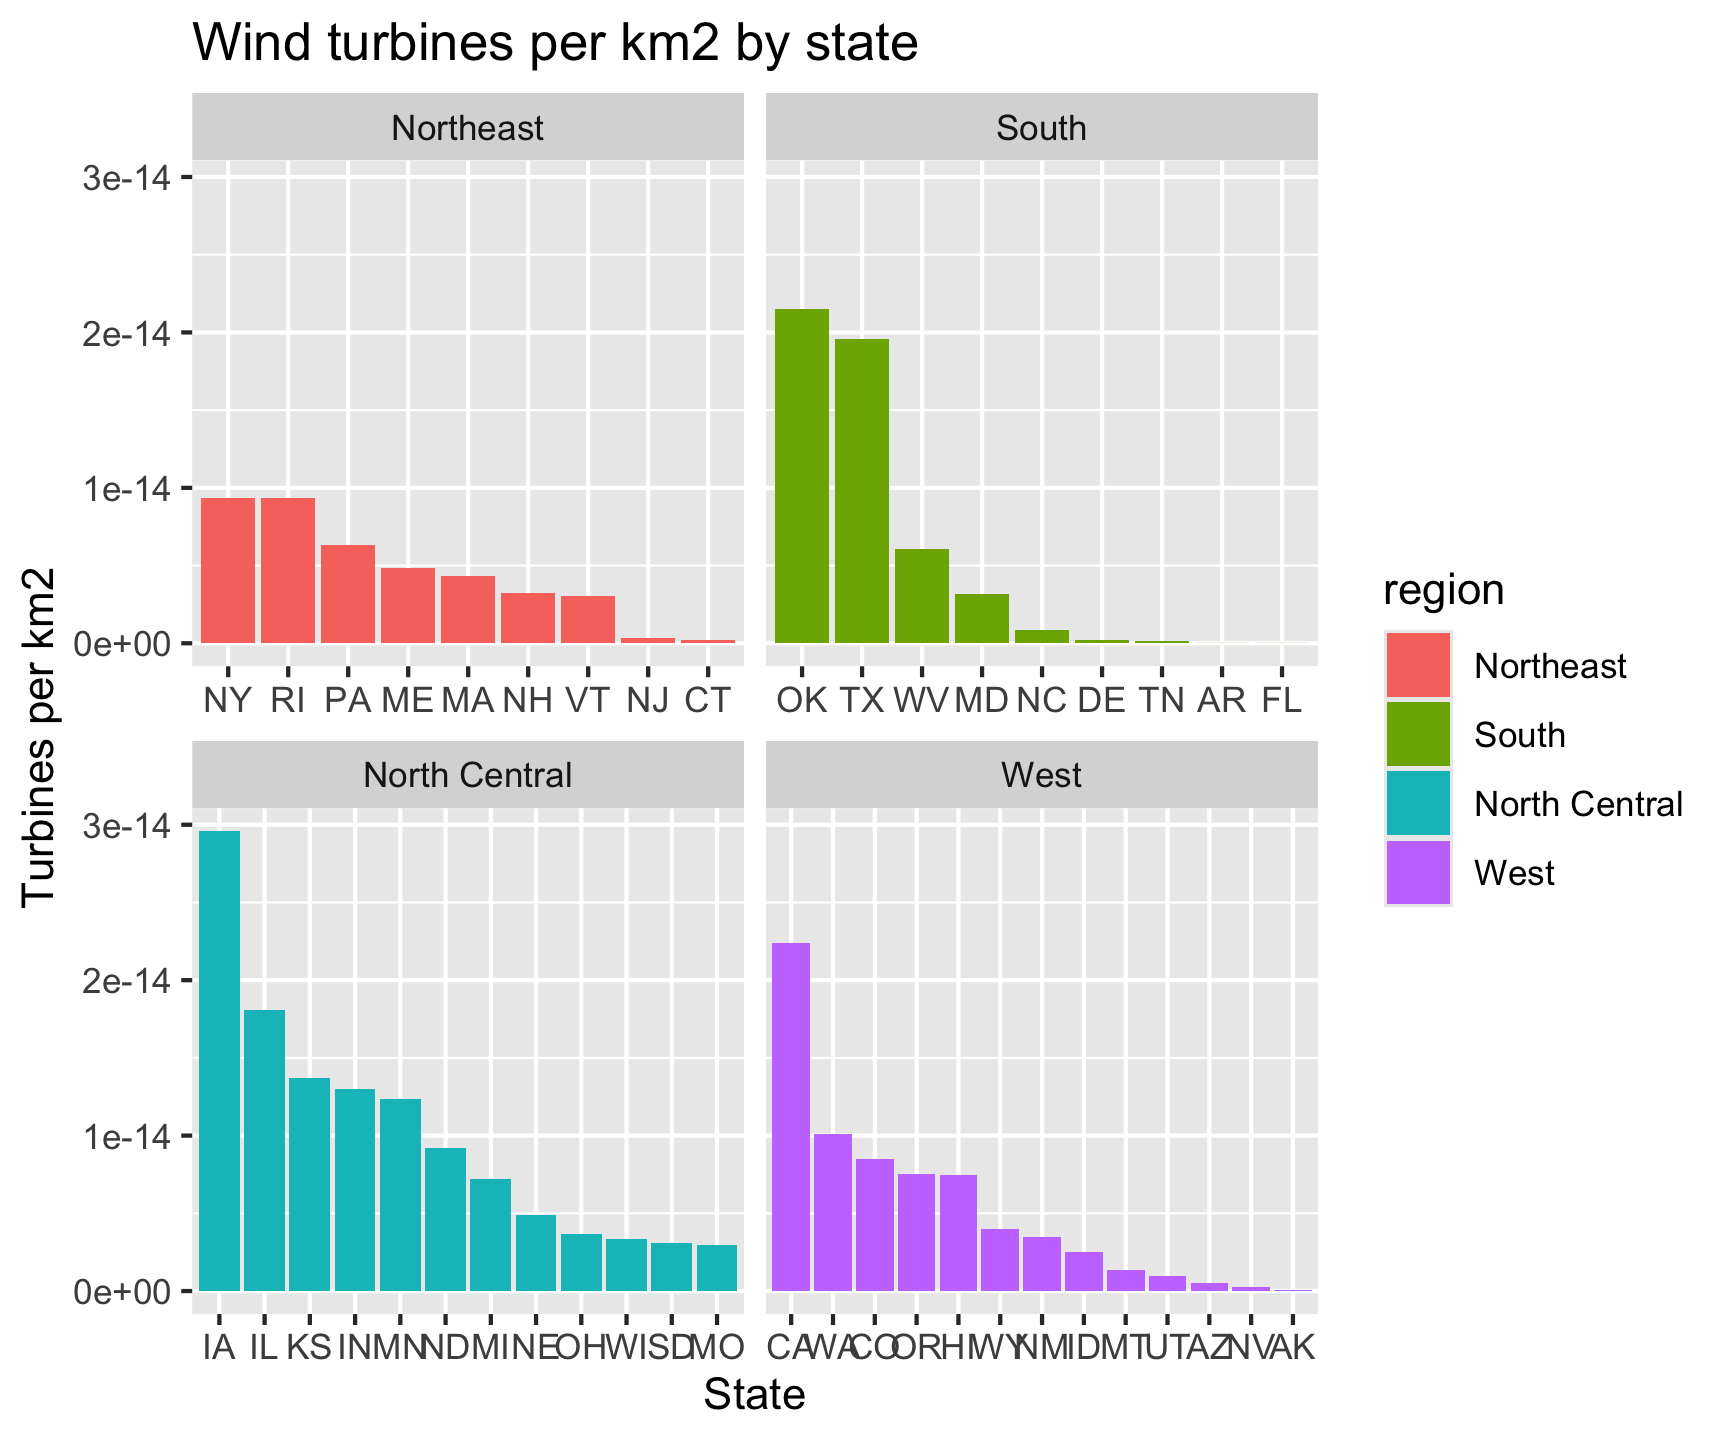 Wind turbines per km2 by state
Northeast
South
3e-14
2e-14
1e-14
0e+00
NY RI PA ME MA NH VT NJ CT
OK TX WV MD NC DE TN AR FL
North Central
West
3e-14
2e-14
1e-14
0e+00
IA IL KS IN MN ND MI NE OH WI SD MO
CA WA CO OR HI WY NM ID MT UT AZ NV AK
State
Turbines per km2
region
Northeast
South
North Central
West